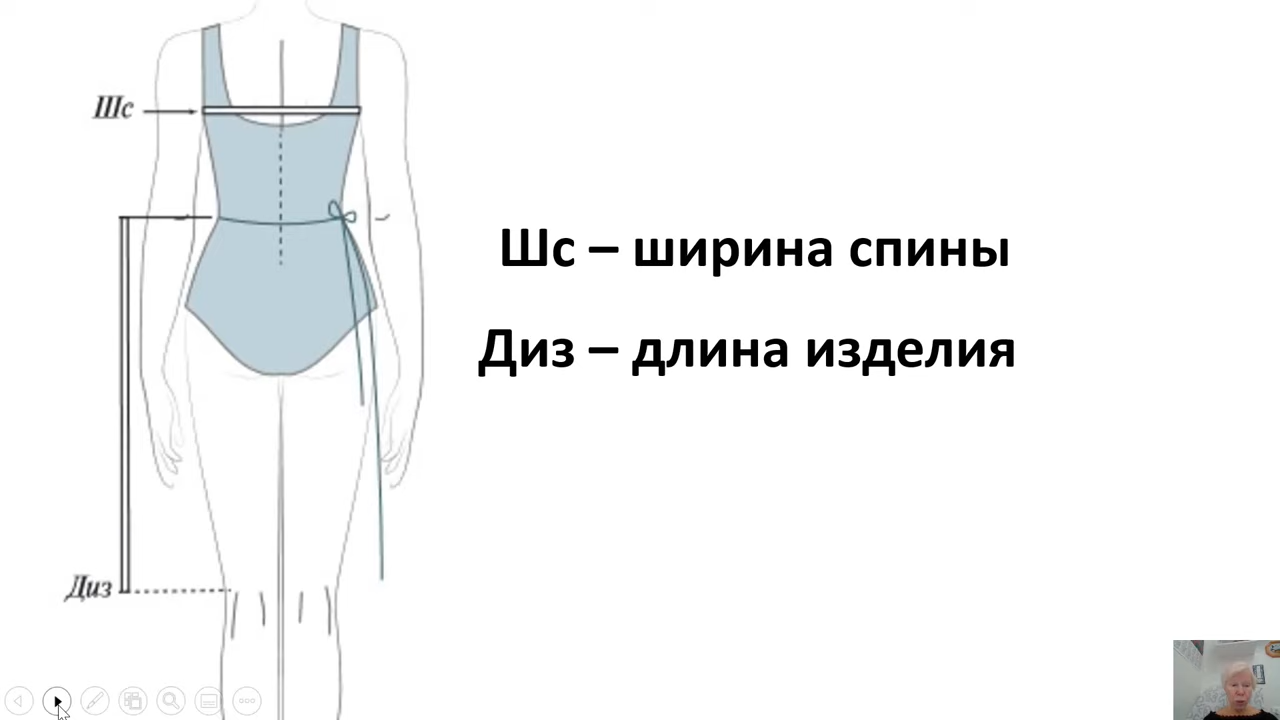 Шс
Шс – ширина спины
Диз – длина изделия
Диз